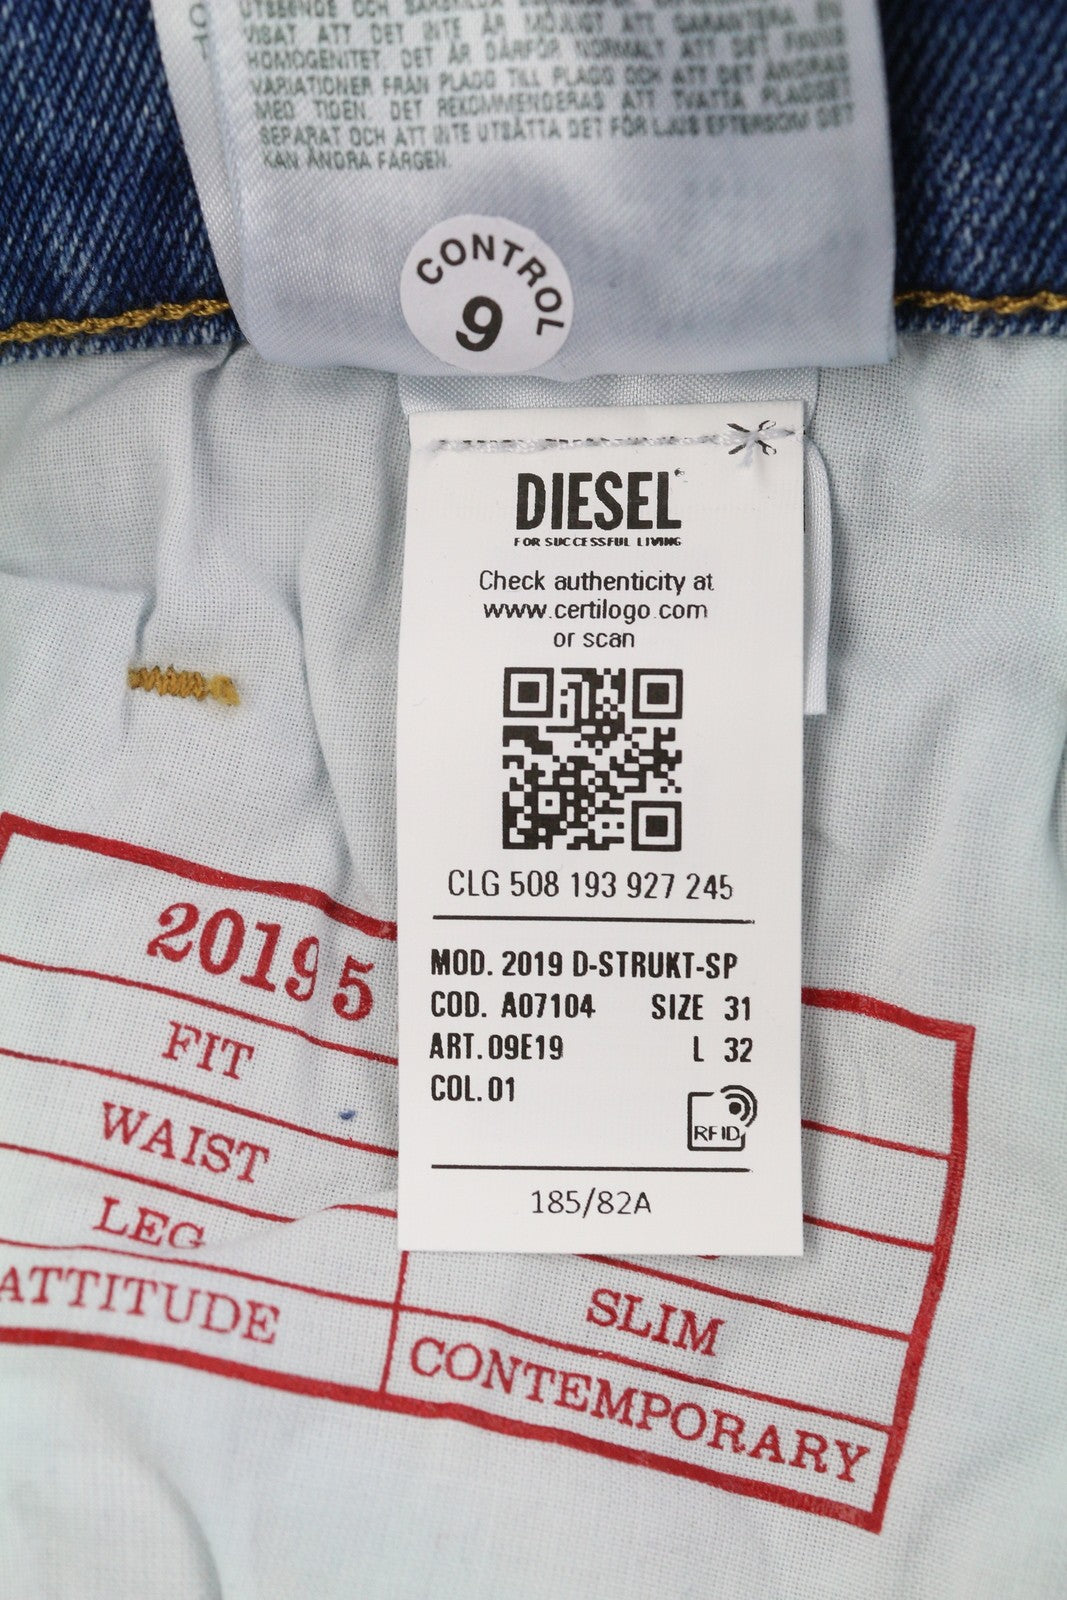 VISAT ATT DET INTE ÄR MÖJLIGT ATT GARANTERA EN
HOMOGENITET. DET ÄR DÄRFÖR NORMALT ATT DET FINNS
VARIATIONER FRÅN PLAGG TILL PLAGG OCH ATT DET ÄNDRAS
MED TIDEN. DET REKOMMENDERAS ATT TVÄTTA PLAGGET
SEPARAT OCH ATT INTE UTSÄTTA DET FÖR LJUS EFTERSOM DET
KAN ÄNDRA FÄRGEN.
CONTROL
9
DIESEL
FOR SUCCESSFUL LIVING
Check authenticity at
www.certilogo.com
or scan
CLG 508 193 927 245
MOD. 2019 D-STRUKT-SP
COD. A07104 SIZE 31
ART. 09E19 L 32
COL. 01
RFID
185/82A
2019 5
FIT
WAIST
LEG
SLIM
ATTITUDE
CONTEMPORARY